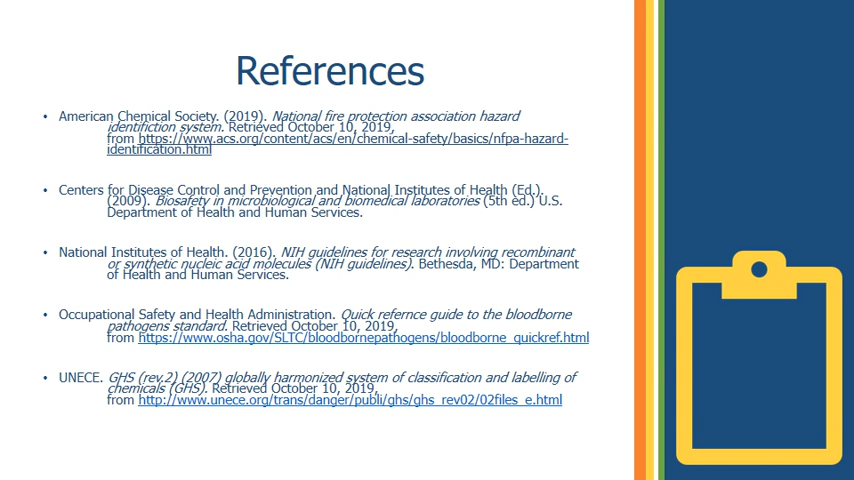 References
• American Chemical Society. (2019). National fire protection association hazard
identifiction system. Retrieved October 10, 2019,
from https://www.acs.org/content/acs/en/chemical-safety/basics/nfpa-hazard-
identification.html
• Centers for Disease Control and Prevention and National Institutes of Health (Ed.).
(2009). Biosafety in microbiological and biomedical laboratories (5th ed.) U.S.
Department of Health and Human Services.
• National Institutes of Health. (2016). NIH guidelines for research involving recombinant
or synthetic nucleic acid molecules (NIH guidelines). Bethesda, MD: Department
of Health and Human Services.
• Occupational Safety and Health Administration. Quick refernce guide to the bloodborne
pathogens standard. Retrieved October 10, 2019,
from https://www.osha.gov/SLTC/bloodbornepathogens/bloodborne_quickref.html
• UNECE. GHS (rev.2) (2007) globally harmonized system of classification and labelling of
chemicals (GHS). Retrieved October 10, 2019,
from http://www.unece.org/trans/danger/publi/ghs/ghs_rev02/02files_e.html